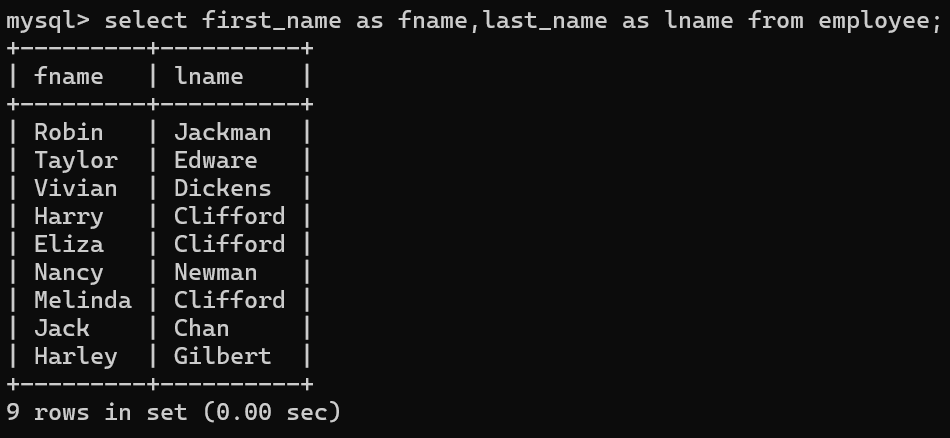 mysql> select first_name as fname,last_name as lname from employee;
+---------+----------+
| fname   | lname    |
+---------+----------+
| Robin   | Jackman  |
| Taylor  | Edware   |
| Vivian  | Dickens  |
| Harry   | Clifford |
| Eliza   | Clifford |
| Nancy   | Newman   |
| Melinda | Clifford |
| Jack    | Chan     |
| Harley  | Gilbert  |
+---------+----------+
9 rows in set (0.00 sec)